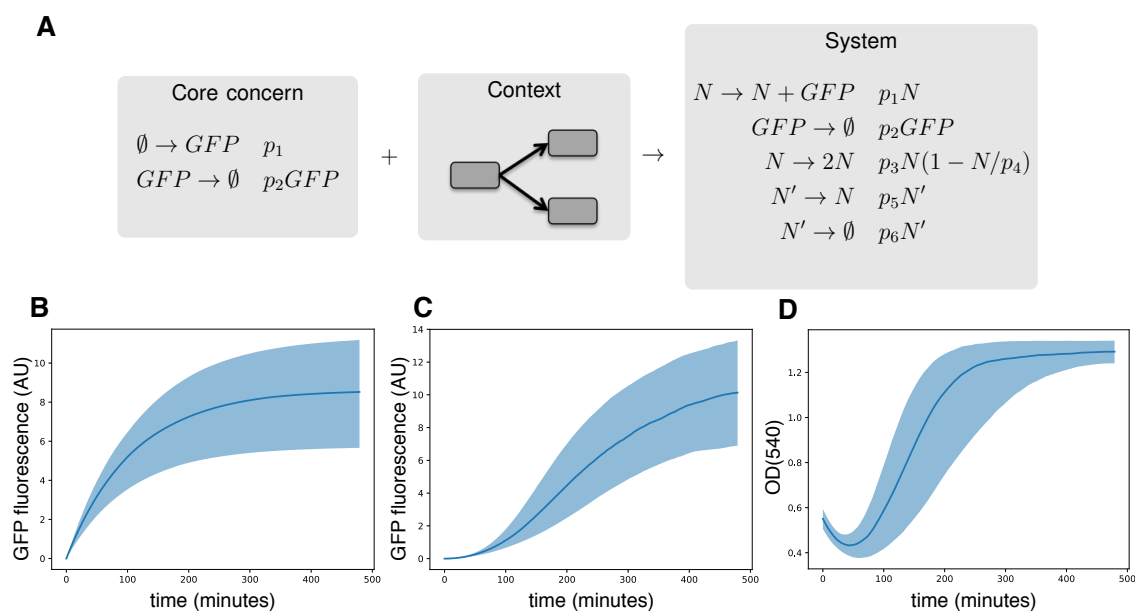 A
Core concern
∅ → GFP p₁
GFP → ∅ p₂GFP
+
Context
→
System
N → N + GFP p₁N
GFP → ∅ p₂GFP
N → 2N p₃N(1 − N/p₄)
N′ → N p₅N′
N′ → ∅ p₆N′
B
GFP fluorescence (AU)
10
8
6
4
2
0
0 100 200 300 400 500
time (minutes)
C
GFP fluorescence (AU)
14
12
10
8
6
4
2
0
0 100 200 300 400 500
time (minutes)
D
OD(540)
1.2
1.0
0.8
0.6
0,4
0 100 200 300 400 500
time (minutes)